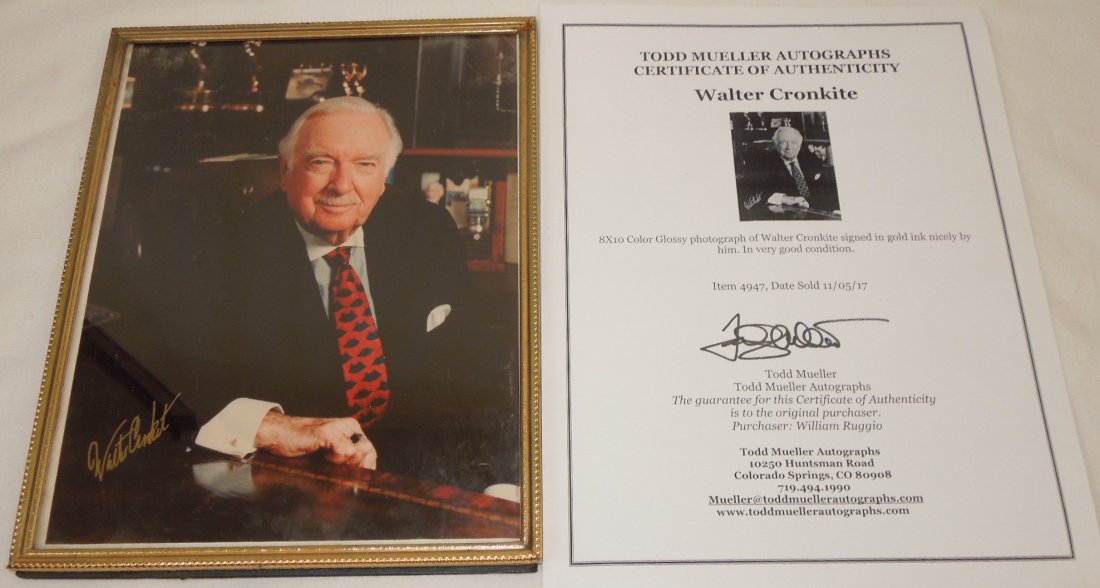 Walter Cronkite
TODD MUELLER AUTOGRAPHS
CERTIFICATE OF AUTHENTICITY
Walter Cronkite
8X10 Color Glossy photograph of Walter Cronkite signed in gold ink nicely by
him. In very good condition.
Item 4947, Date Sold 11/05/17
Todd Mueller
Todd Mueller Autographs
The guarantee for this Certificate of Authenticity
is to the original purchaser.
Purchaser: William Ruggio
Todd Mueller Autographs
10250 Huntsman Road
Colorado Springs, CO 80908
719.494.1990
Mueller@toddmuellerautographs.com
www.toddmuellerautographs.com